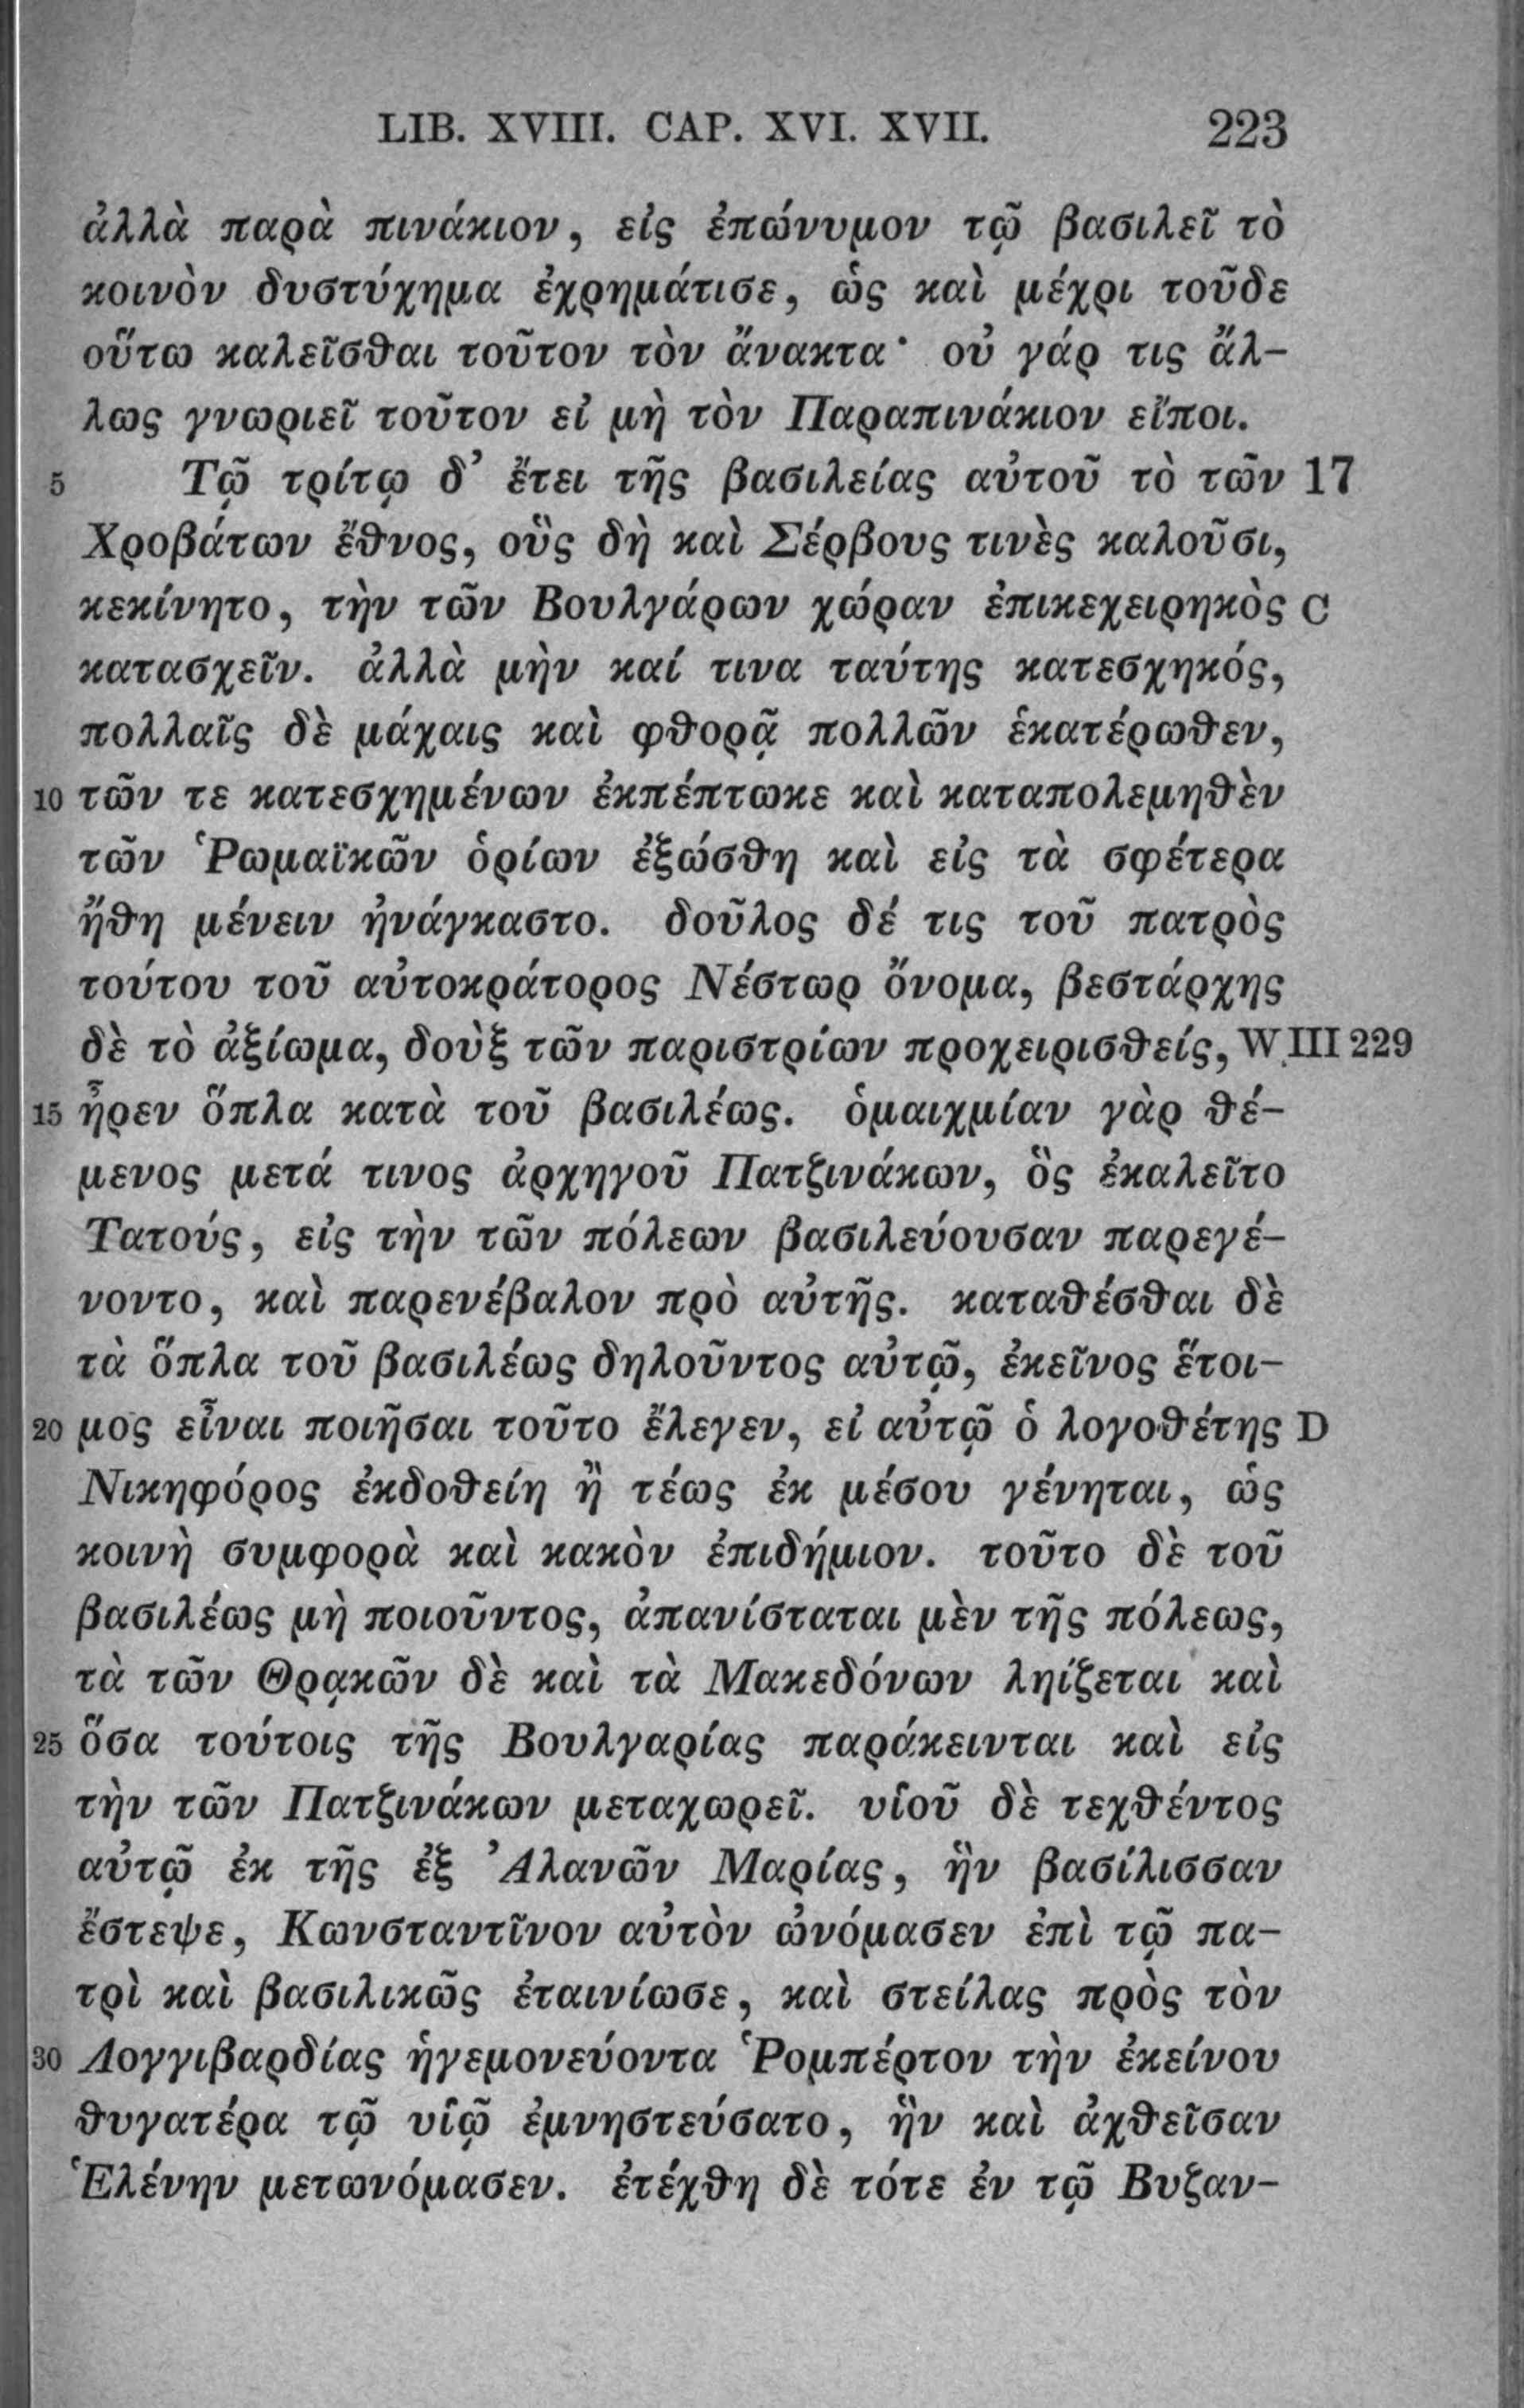 LIB. XVIII. CAP. XVI. XVII. 223
ἀλλὰ παρὰ πινάκιον, εἰς ἐπώνυμον τῷ βασιλεῖ τὸ
κοινὸν δυστύχημα ἐχρημάτισε, ὡς καὶ μέχρι τοῦδε
οὕτω καλεῖσθαι τοῦτον τὸν ἄνακτα· οὐ γάρ τις ἄλ-
λως γνωριεῖ τοῦτον εἰ μὴ τὸν Παραπινάκιον εἴποι.
5 Τῷ τρίτῳ δ’ ἔτει τῆς βασιλείας αὐτοῦ τὸ τῶν 17
Χροβάτων ἔθνος, οὓς δὴ καὶ Σέρβους τινὲς καλοῦσι,
κεκίνητο, τὴν τῶν Βουλγάρων χώραν ἐπικεχειρηκὸς C
κατασχεῖν. ἀλλὰ μὴν καί τινα ταύτης κατεσχηκός,
πολλαῖς δὲ μάχαις καὶ φθορᾷ πολλῶν ἑκατέρωθεν,
10 τῶν τε κατεσχημένων ἐκπέπτωκε καὶ καταπολεμηθὲν
τῶν Ῥωμαϊκῶν ὁρίων ἐξώσθη καὶ εἰς τὰ σφέτερα
ἤθη μένειν ἠνάγκαστο. δοῦλος δέ τις τοῦ πατρὸς
τούτου τοῦ αὐτοκράτορος Νέστωρ ὄνομα, βεστάρχης
δὲ τὸ ἀξίωμα, δοὺξ τῶν παριστρίων προχειρισθείς, W III 229
15 ἦρεν ὅπλα κατὰ τοῦ βασιλέως. ὁμαιχμίαν γὰρ θέ-
μενος μετά τινος ἀρχηγοῦ Πατζινάκων, ὃς ἐκαλεῖτο
Τατούς, εἰς τὴν τῶν πόλεων βασιλεύουσαν παρεγέ-
νοντο, καὶ παρενέβαλον πρὸ αὐτῆς. καταθέσθαι δὲ
τὰ ὅπλα τοῦ βασιλέως δηλοῦντος αὐτῷ, ἐκεῖνος ἕτοι-
20 μος εἶναι ποιῆσαι τοῦτο ἔλεγεν, εἰ αὐτῷ ὁ λογοθέτης D
Νικηφόρος ἐκδοθείη ἢ τέως ἐκ μέσου γένηται, ὡς
κοινὴ συμφορὰ καὶ κακὸν ἐπιδήμιον. τοῦτο δὲ τοῦ
βασιλέως μὴ ποιοῦντος, ἀπανίσταται μὲν τῆς πόλεως,
τὰ τῶν Θρᾳκῶν δὲ καὶ τὰ Μακεδόνων ληίζεται καὶ
25 ὅσα τούτοις τῆς Βουλγαρίας παράκεινται καὶ εἰς
τὴν τῶν Πατζινάκων μεταχωρεῖ. υἱοῦ δὲ τεχθέντος
αὐτῷ ἐκ τῆς ἐξ Ἀλανῶν Μαρίας, ἣν βασίλισσαν
ἔστεψε, Κωνσταντῖνον αὐτὸν ὠνόμασεν ἐπὶ τῷ πα-
τρὶ καὶ βασιλικῶς ἐταινίωσε, καὶ στείλας πρὸς τὸν
30 Λογγιβαρδίας ἡγεμονεύοντα Ῥομπέρτον τὴν ἐκείνου
θυγατέρα τῷ υἱῷ ἐμνηστεύσατο, ἣν καὶ ἀχθεῖσαν
Ἑλένην μετωνόμασεν. ἐτέχθη δὲ τότε ἐν τῷ Βυζαν-